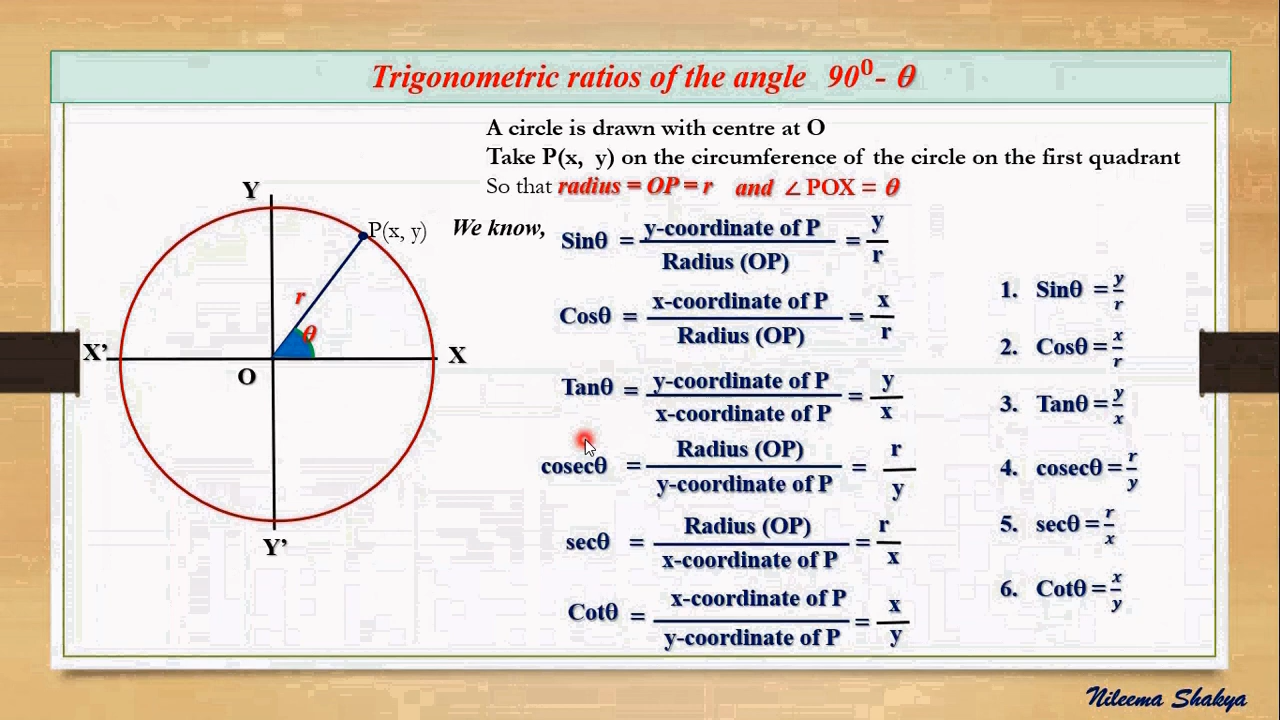 Trigonometric ratios of the angle 90⁰ - θ
A circle is drawn with centre at O
Take P(x, y) on the circumference of the circle on the first quadrant
So that radius = OP = r and ∠ POX = θ
Y
P(x, y)
r
θ
X'
X
O
Y'
We know,
Sinθ = y-coordinate of P / Radius (OP) = y / r
Cosθ = x-coordinate of P / Radius (OP) = x / r
Tanθ = y-coordinate of P / x-coordinate of P = y / x
cosecθ = Radius (OP) / y-coordinate of P = r / y
secθ = Radius (OP) / x-coordinate of P = r / x
Cotθ = x-coordinate of P / y-coordinate of P = x / y
1. Sinθ = y/r
2. Cosθ = x/r
3. Tanθ = y/x
4. cosecθ = r/y
5. secθ = r/x
6. Cotθ = x/y
Nileema Shakya